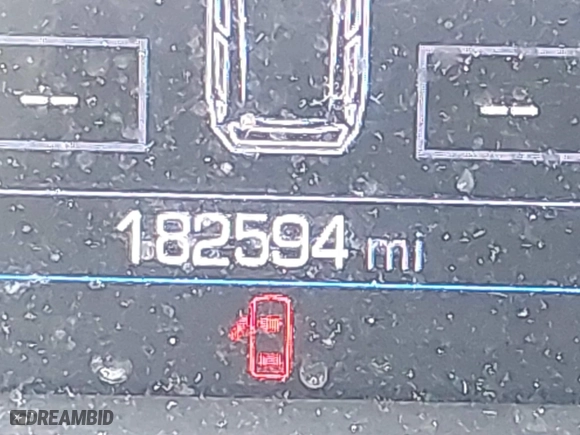 -- --
182594 mi
DREAMBID